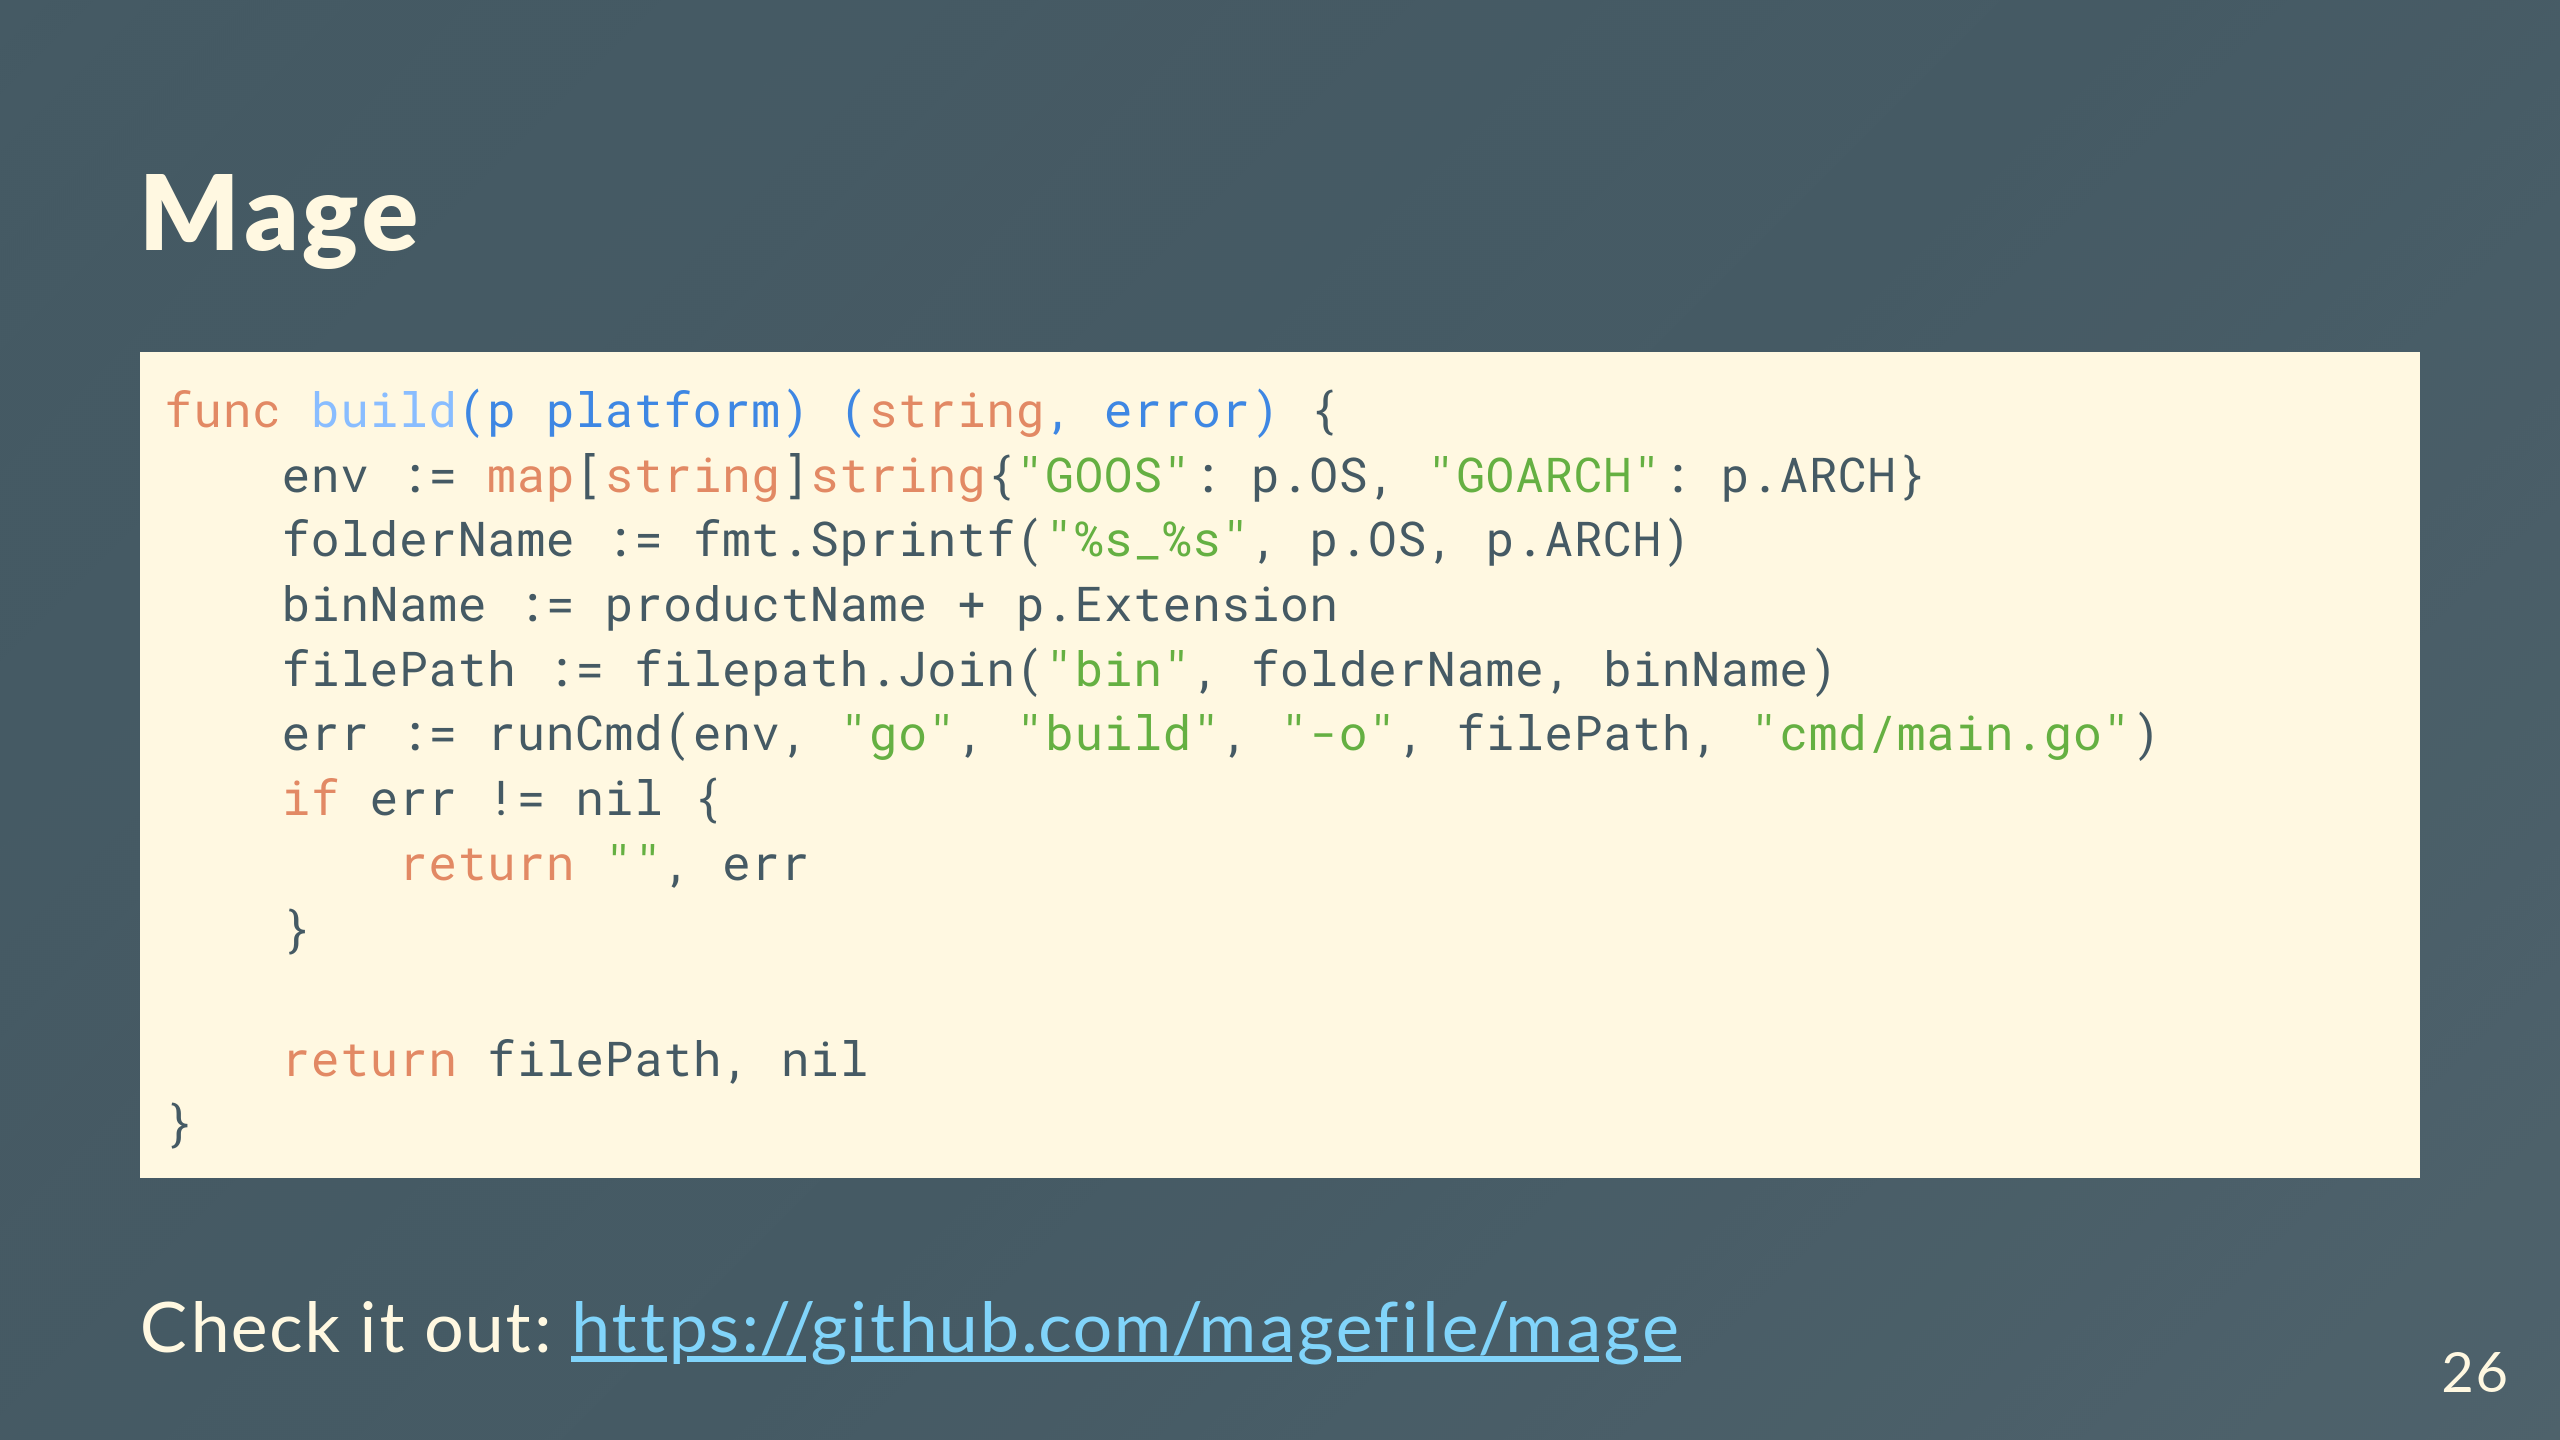 Mage
func build(p platform) (string, error) {
    env := map[string]string{"GOOS": p.OS, "GOARCH": p.ARCH}
    folderName := fmt.Sprintf("%s_%s", p.OS, p.ARCH)
    binName := productName + p.Extension
    filePath := filepath.Join("bin", folderName, binName)
    err := runCmd(env, "go", "build", "-o", filePath, "cmd/main.go")
    if err != nil {
        return "", err
    }

    return filePath, nil
}
Check it out: https://github.com/magefile/mage
26